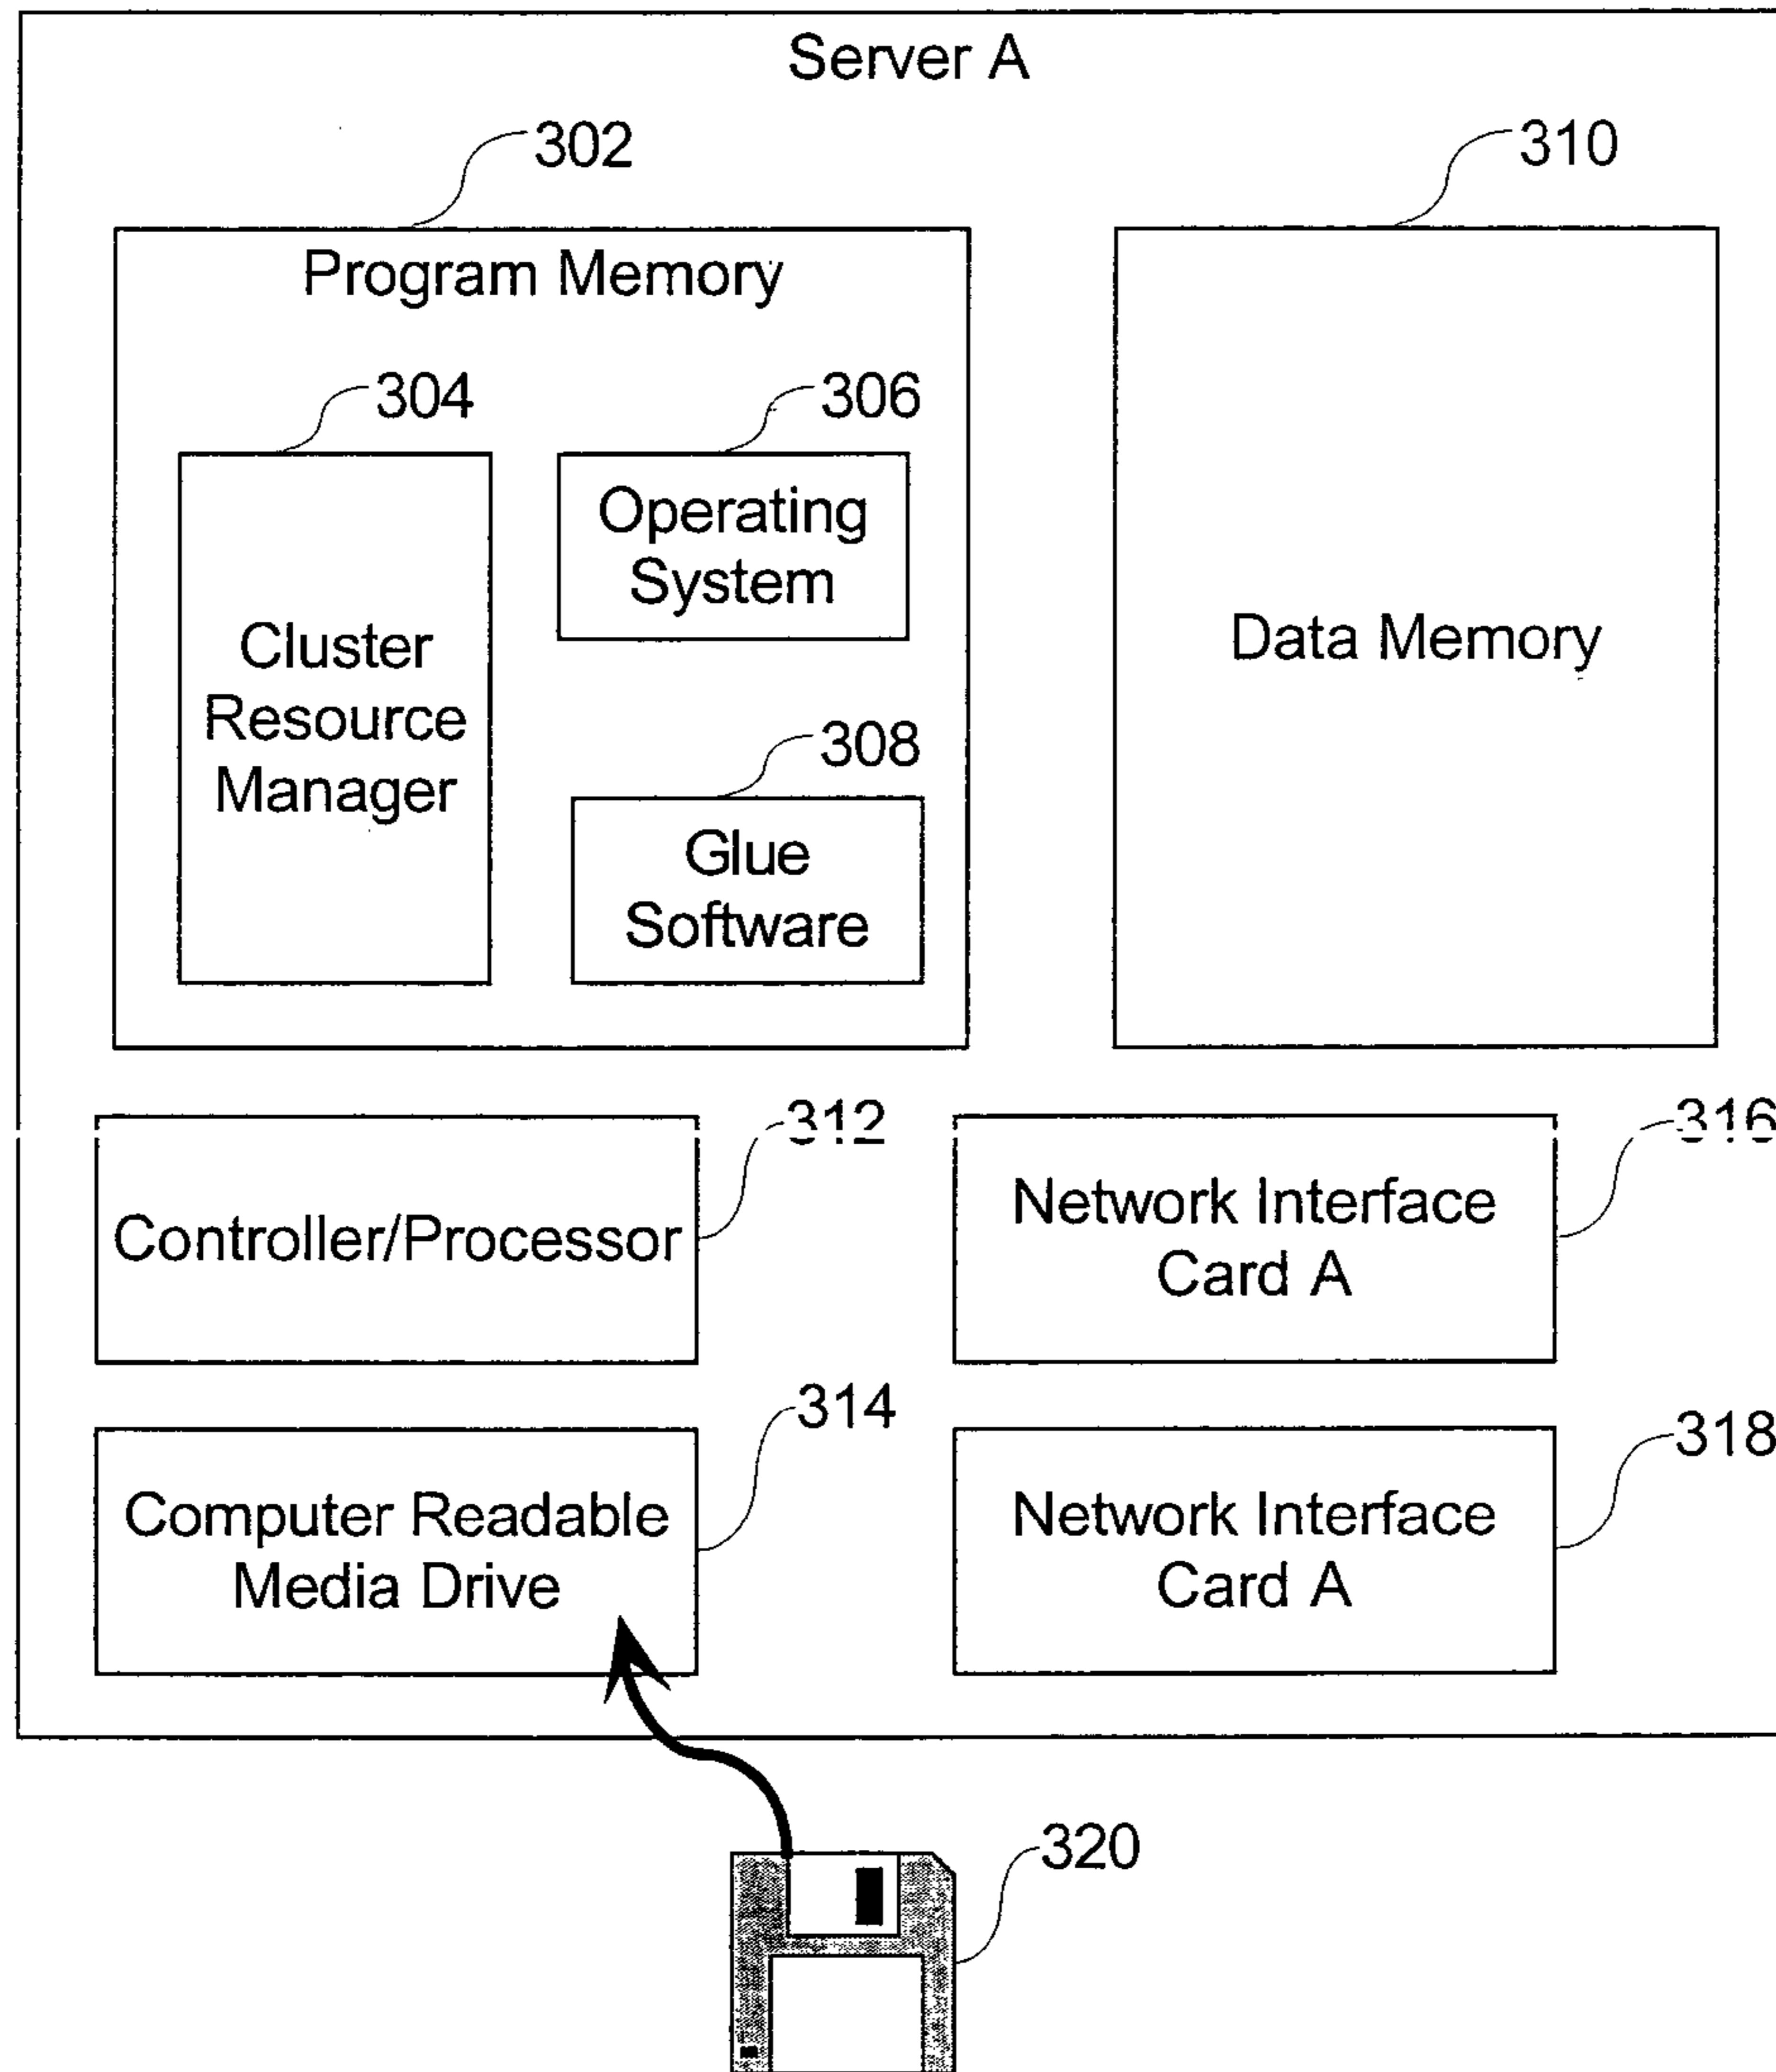 Server A
302
310
Program Memory
304
306
Operating
System
Cluster
Resource
Manager
Data Memory
308
Glue
Software
312
316
Controller/Processor
Network Interface
Card A
314
318
Computer Readable
Media Drive
Network Interface
Card A
320